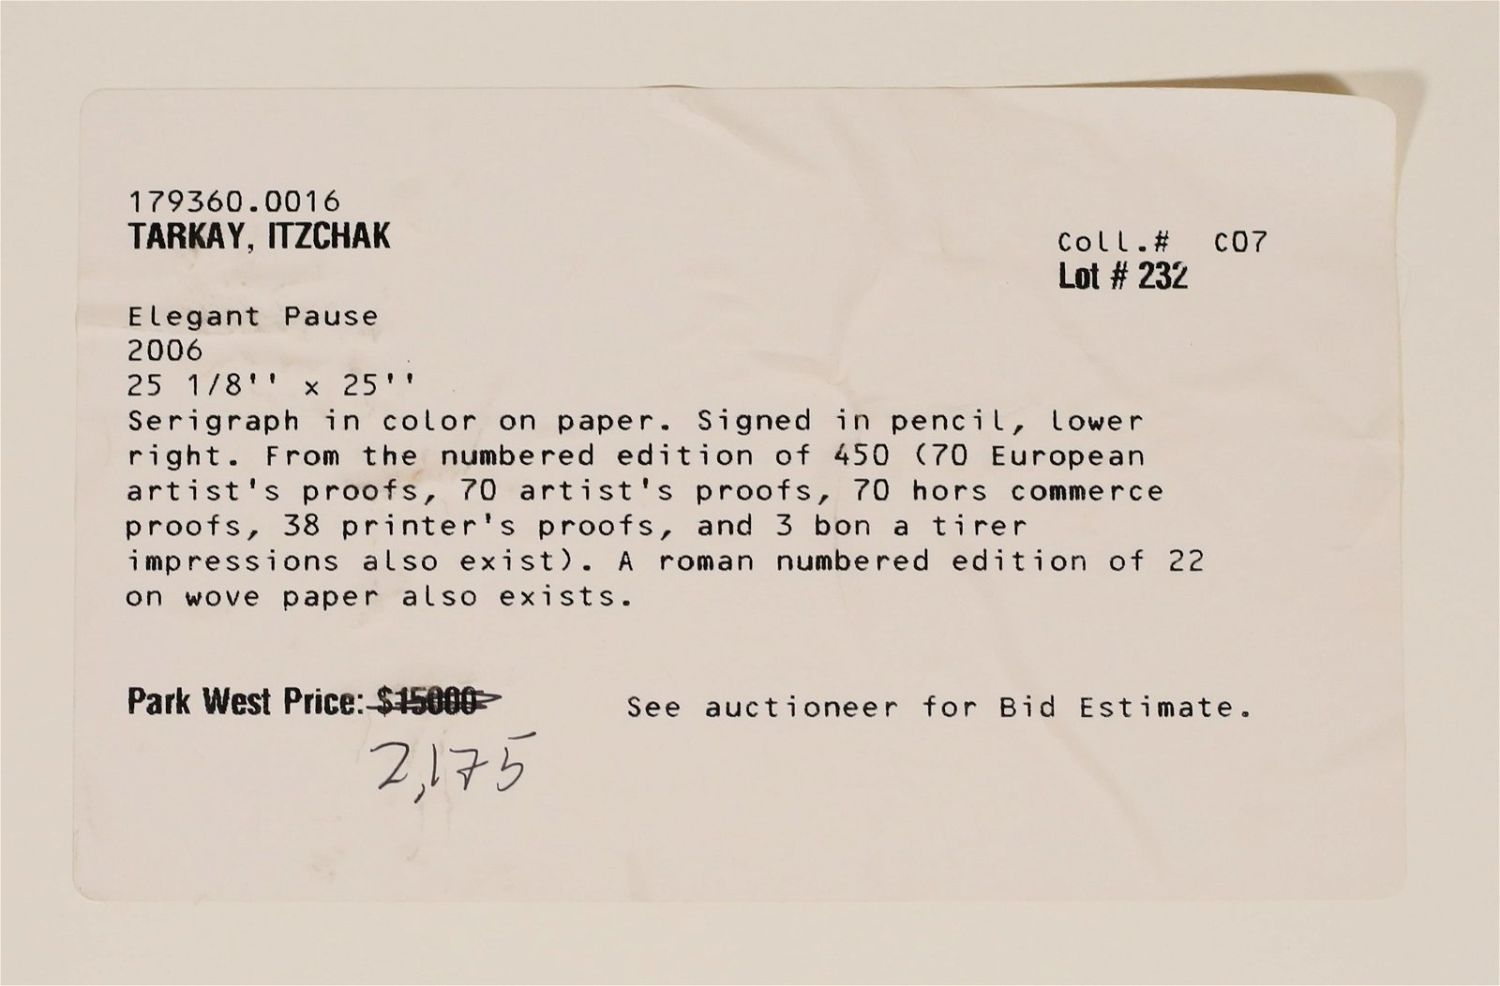 179360.0016
TARKAY, ITZCHAK
Coll.# C07
Lot # 232
Elegant Pause
2006
25 1/8'' x 25''
Serigraph in color on paper. Signed in pencil, lower
right. From the numbered edition of 450 (70 European
artist's proofs, 70 artist's proofs, 70 hors commerce
proofs, 38 printer's proofs, and 3 bon a tirer
impressions also exist). A roman numbered edition of 22
on wove paper also exists.
Park West Price: $15000 See auctioneer for Bid Estimate.
2,175